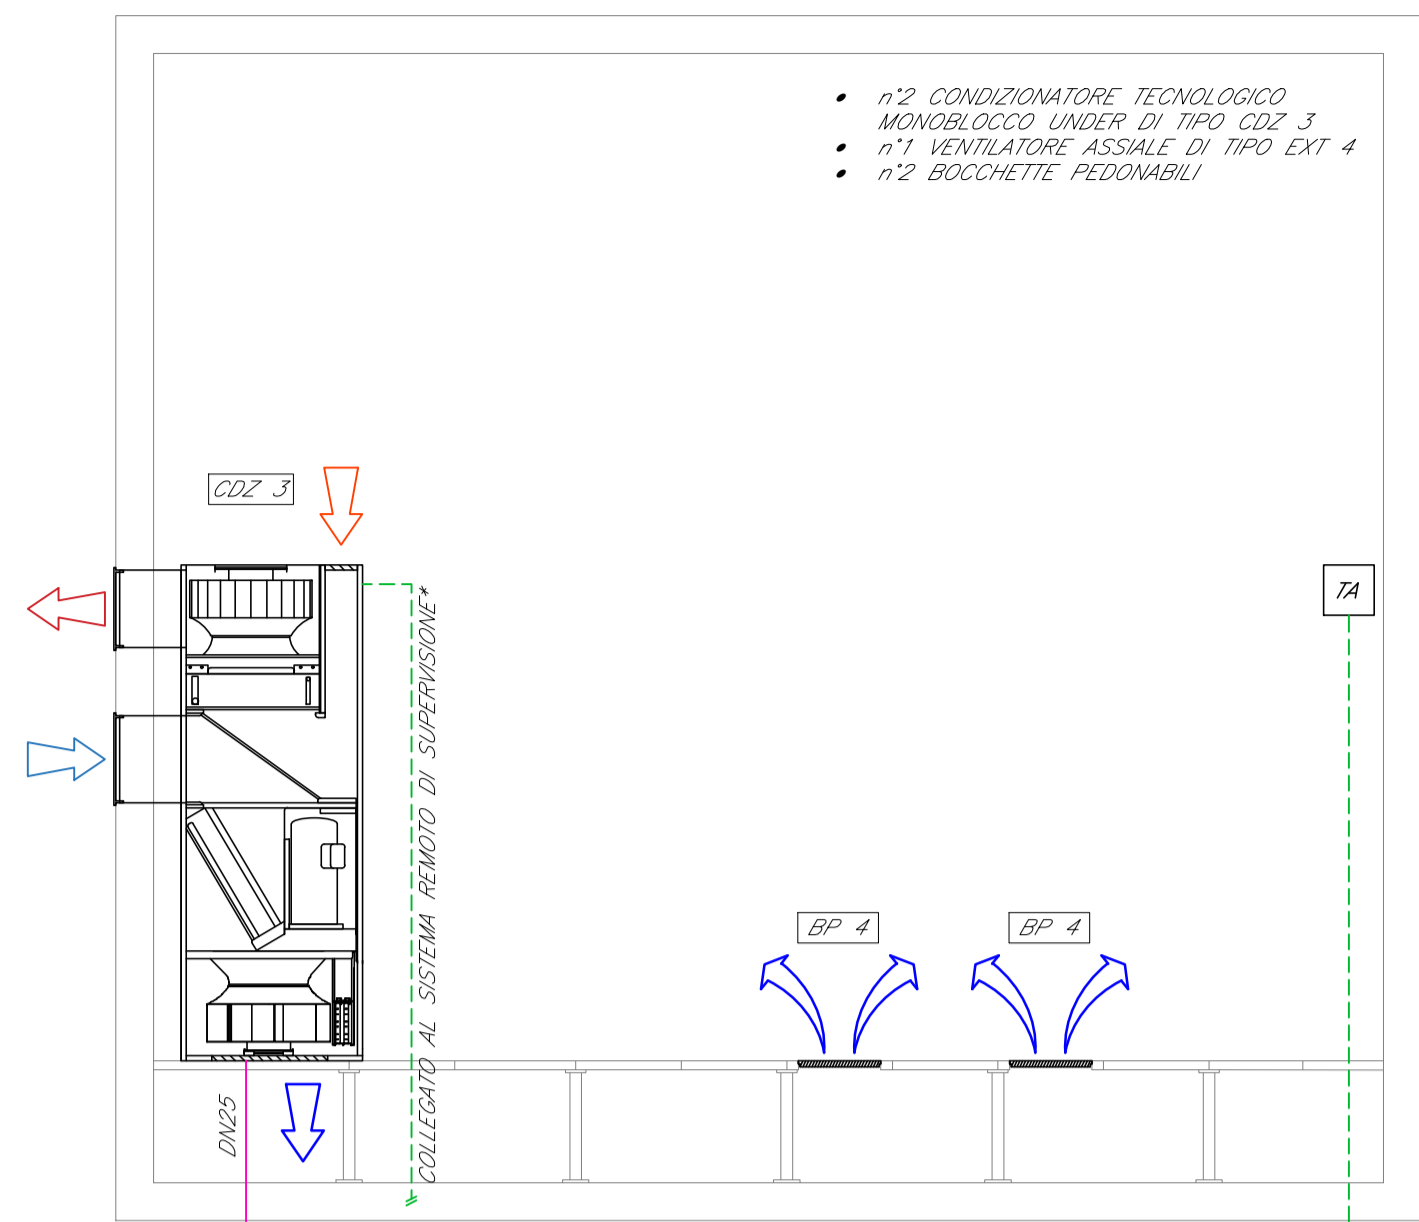 • n°2 CONDIZIONATORE TECNOLOGICO
MONOBLOCCO UNDER DI TIPO CDZ 3
• n°1 VENTILATORE ASSIALE DI TIPO EXT 4
• n°2 BOCCHETTE PEDONABILI
CDZ 3
TA
COLLEGATO AL SISTEMA REMOTO DI SUPERVISIONE*
BP 4
BP 4
DN25